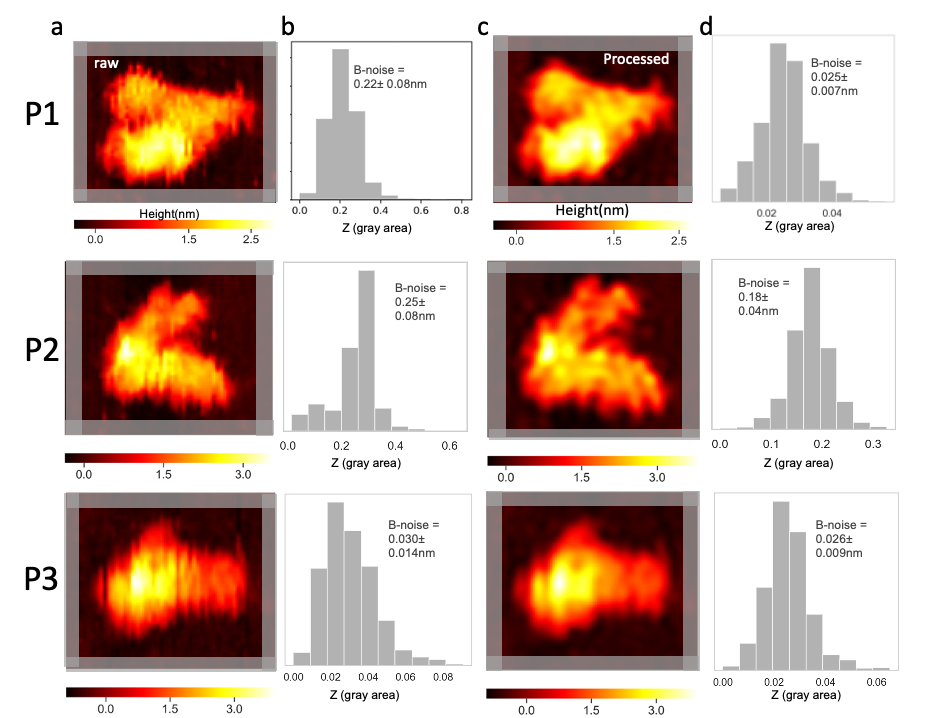 a
b
c
d
P1
raw
B-noise =
0.22± 0.08nm
Processed
B-noise =
0.025±
0.007nm
Height(nm)
0.0 1.5 2.5
0.0 0.2 0.4 0.6 0.8
Z (gray area)
Height(nm)
0.0 1.5 2.5
0.02 0.04
Z (gray area)
P2
B-noise =
0.25±
0.08nm
B-noise =
0.18±
0.04nm
0.0 1.5 3.0
0.0 0.2 0.4 0.6
Z (gray area)
0.0 1.5 3.0
0.0 0.1 0.2 0.3
Z (gray area)
P3
B-noise =
0.030±
0.014nm
B-noise =
0.026±
0.009nm
0.0 1.5 3.0
0.00 0.02 0.04 0.06 0.08
Z (gray area)
0.0 1.5 3.0
0.00 0.02 0.04 0.06
Z (gray area)